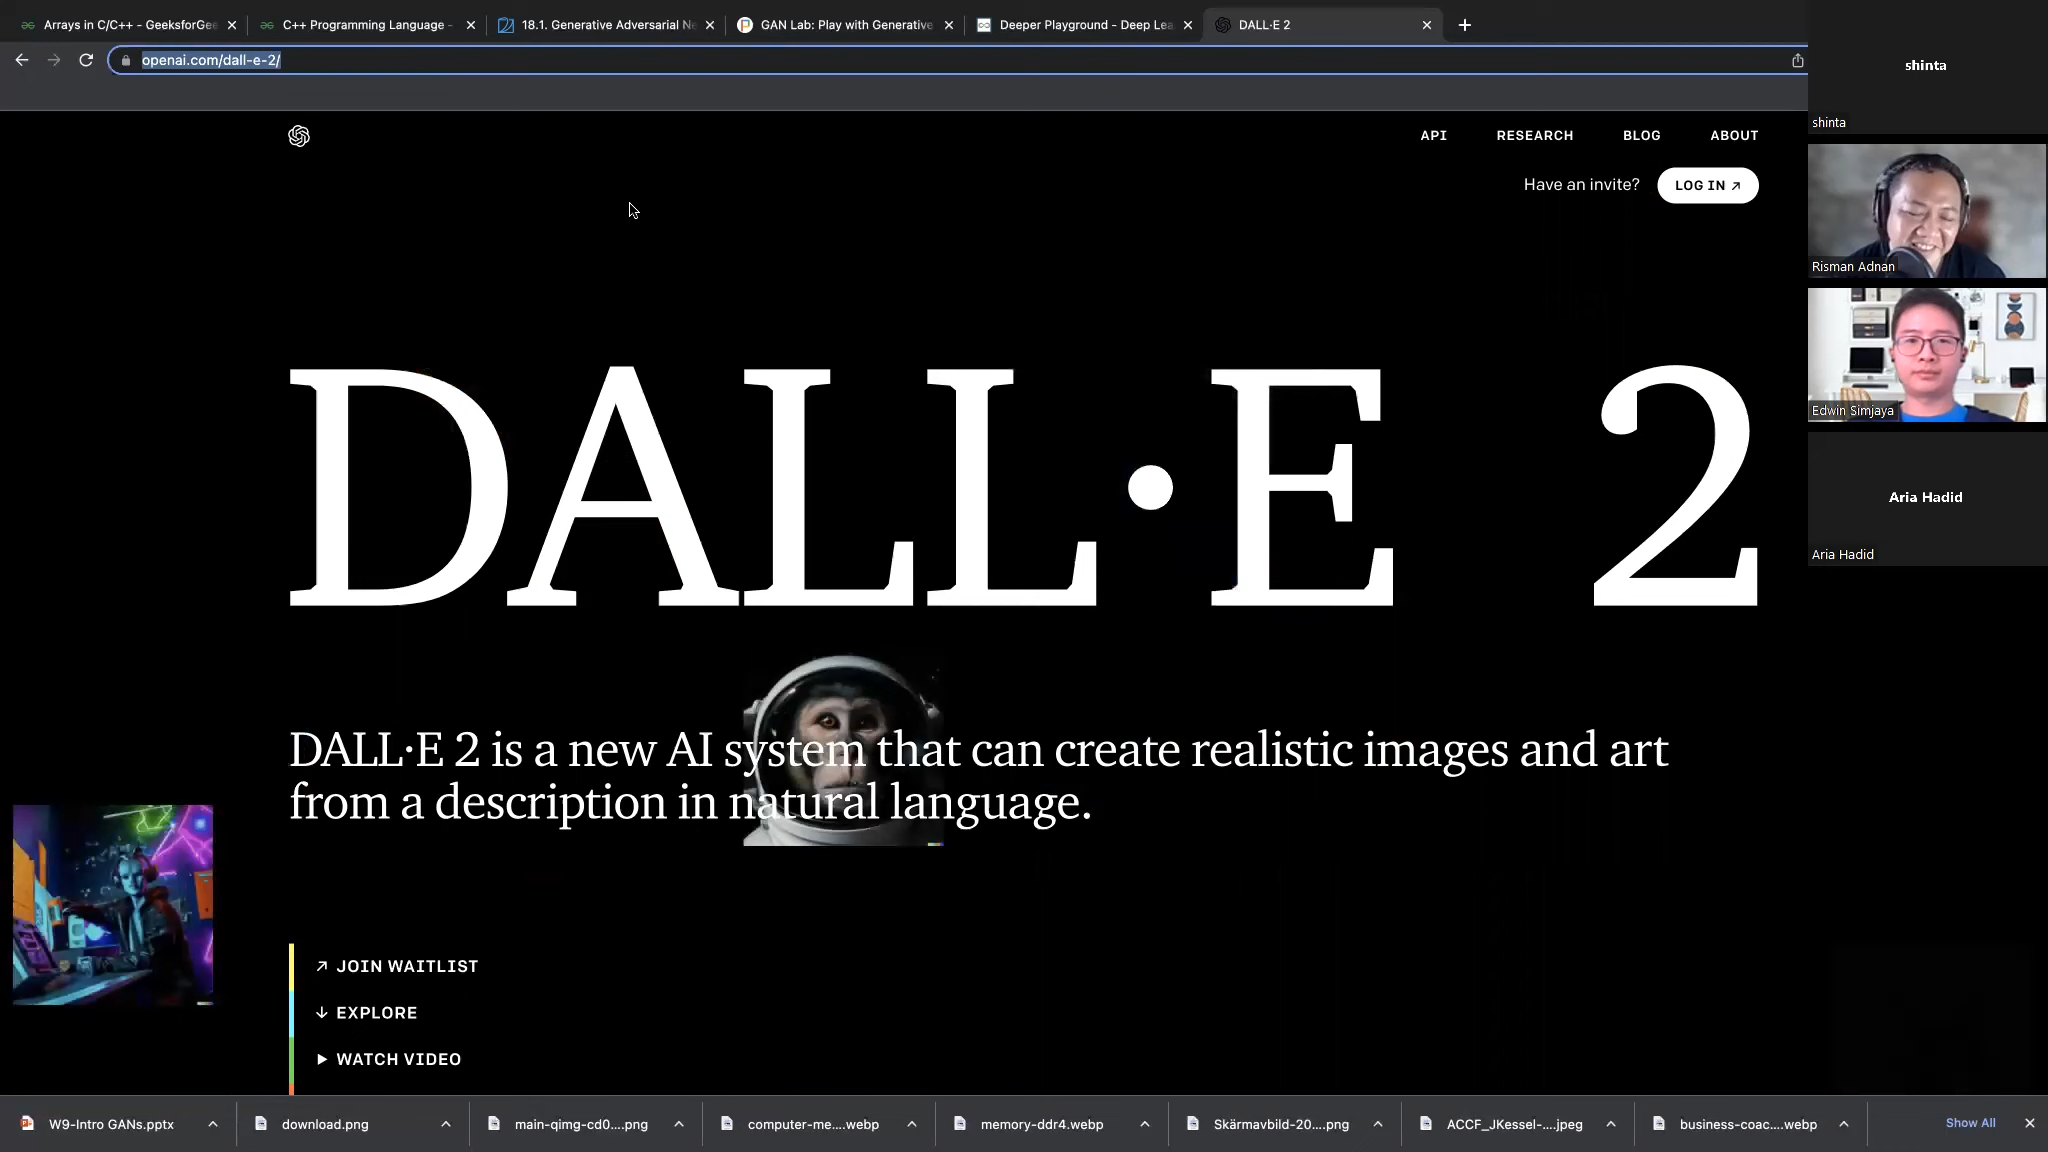 Arrays in C/C++ - GeeksforGee
C++ Programming Language -
18.1. Generative Adversarial Ne
GAN Lab: Play with Generative
Deeper Playground - Deep Lea
DALL·E 2
openai.com/dall-e-2/
API
RESEARCH
BLOG
ABOUT
Have an invite?
LOG IN ↗
DALL·E 2
DALL·E 2 is a new AI system that can create realistic images and art
from a description in natural language.
↗ JOIN WAITLIST
↓ EXPLORE
▶ WATCH VIDEO
shinta
shinta
Risman Adnan
Edwin Simjaya
Aria Hadid
Aria Hadid
W9-Intro GANs.pptx
download.png
main-qimg-cd0....png
computer-me....webp
memory-ddr4.webp
Skärmavbild-20....png
ACCF_JKessel-....jpeg
business-coac....webp
Show All